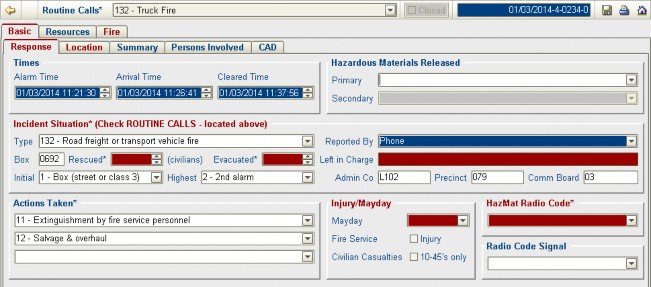 Routine Calls* 132 - Truck Fire Closed 01/03/2014-4-0234-0
Basic Resources Fire
Response Location Summary Persons Involved CAD
Times
Alarm Time Arrival Time Cleared Time
01/03/2014 11:21:30 01/03/2014 11:26:41 01/03/2014 11:37:56
Hazardous Materials Released
Primary
Secondary
Incident Situation* (Check ROUTINE CALLS - located above)
Type 132 - Road freight or transport vehicle fire Reported By Phone
Box 0692 Rescued* (civilians) Evacuated* Left in Charge
Initial 1 - Box (street or class 3) Highest 2 - 2nd alarm Admin Co L102 Precinct 079 Comm Board 03
Actions Taken*
11 - Extinguishment by fire service personnel
12 - Salvage & overhaul
Injury/Mayday
Mayday
Fire Service Injury
Civilian Casualties 10-45's only
HazMat Radio Code*
Radio Code Signal